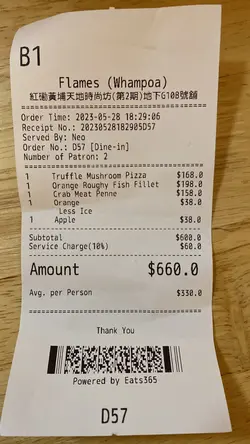 B1
Flames (Whampoa)
紅磡黃埔天地時尚坊(第2期)地下G10B號舖
Order Time: 2023-05-28 18:29:06
Receipt No.: 20230528182905D57
Served By: Neo
Order No.: D57 [Dine-in]
Number of Patron: 2
1 Truffle Mushroom Pizza $168.0
1 Orange Roughy Fish Fillet $198.0
1 Crab Meat Penne $158.0
1 Orange $38.0
Less Ice
1 Apple $38.0
Subtotal $600.0
Service Charge(10%) $60.0
Amount $660.0
Avg. per Person $330.0
Thank You
Powered by Eats365
D57